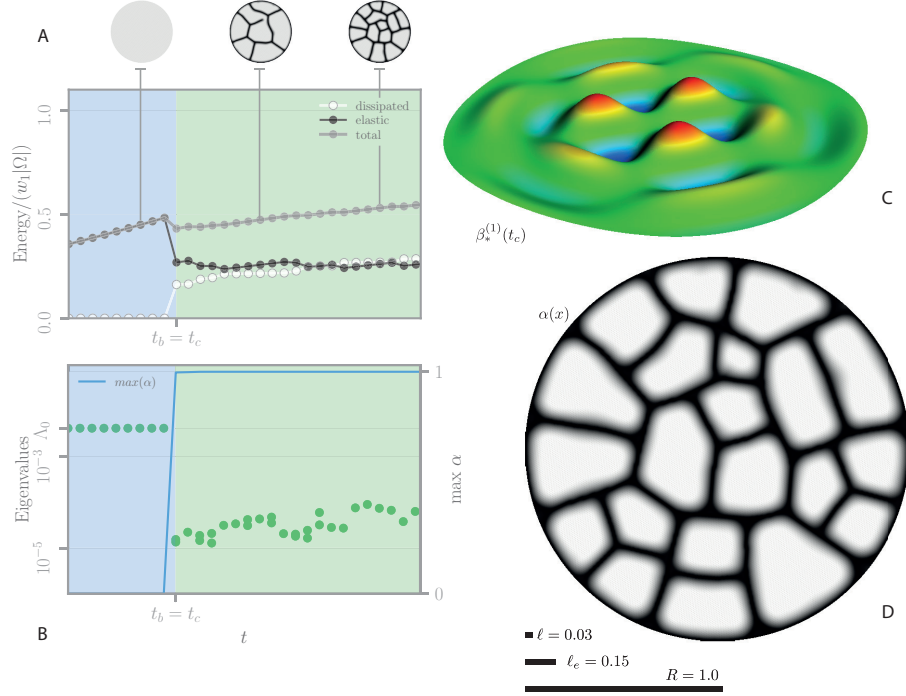 A
Energy/(w₁|Ω|)
1.0
0.5
0.0
dissipated
elastic
total
t_b = t_c
max(α)
Eigenvalues
Λ₀
10⁻³
10⁻⁵
1
0
max α
t_b = t_c
B
t
C
β_*^{(1)}(t_c)
α(x)
D
ℓ = 0.03
ℓ_e = 0.15
R = 1.0